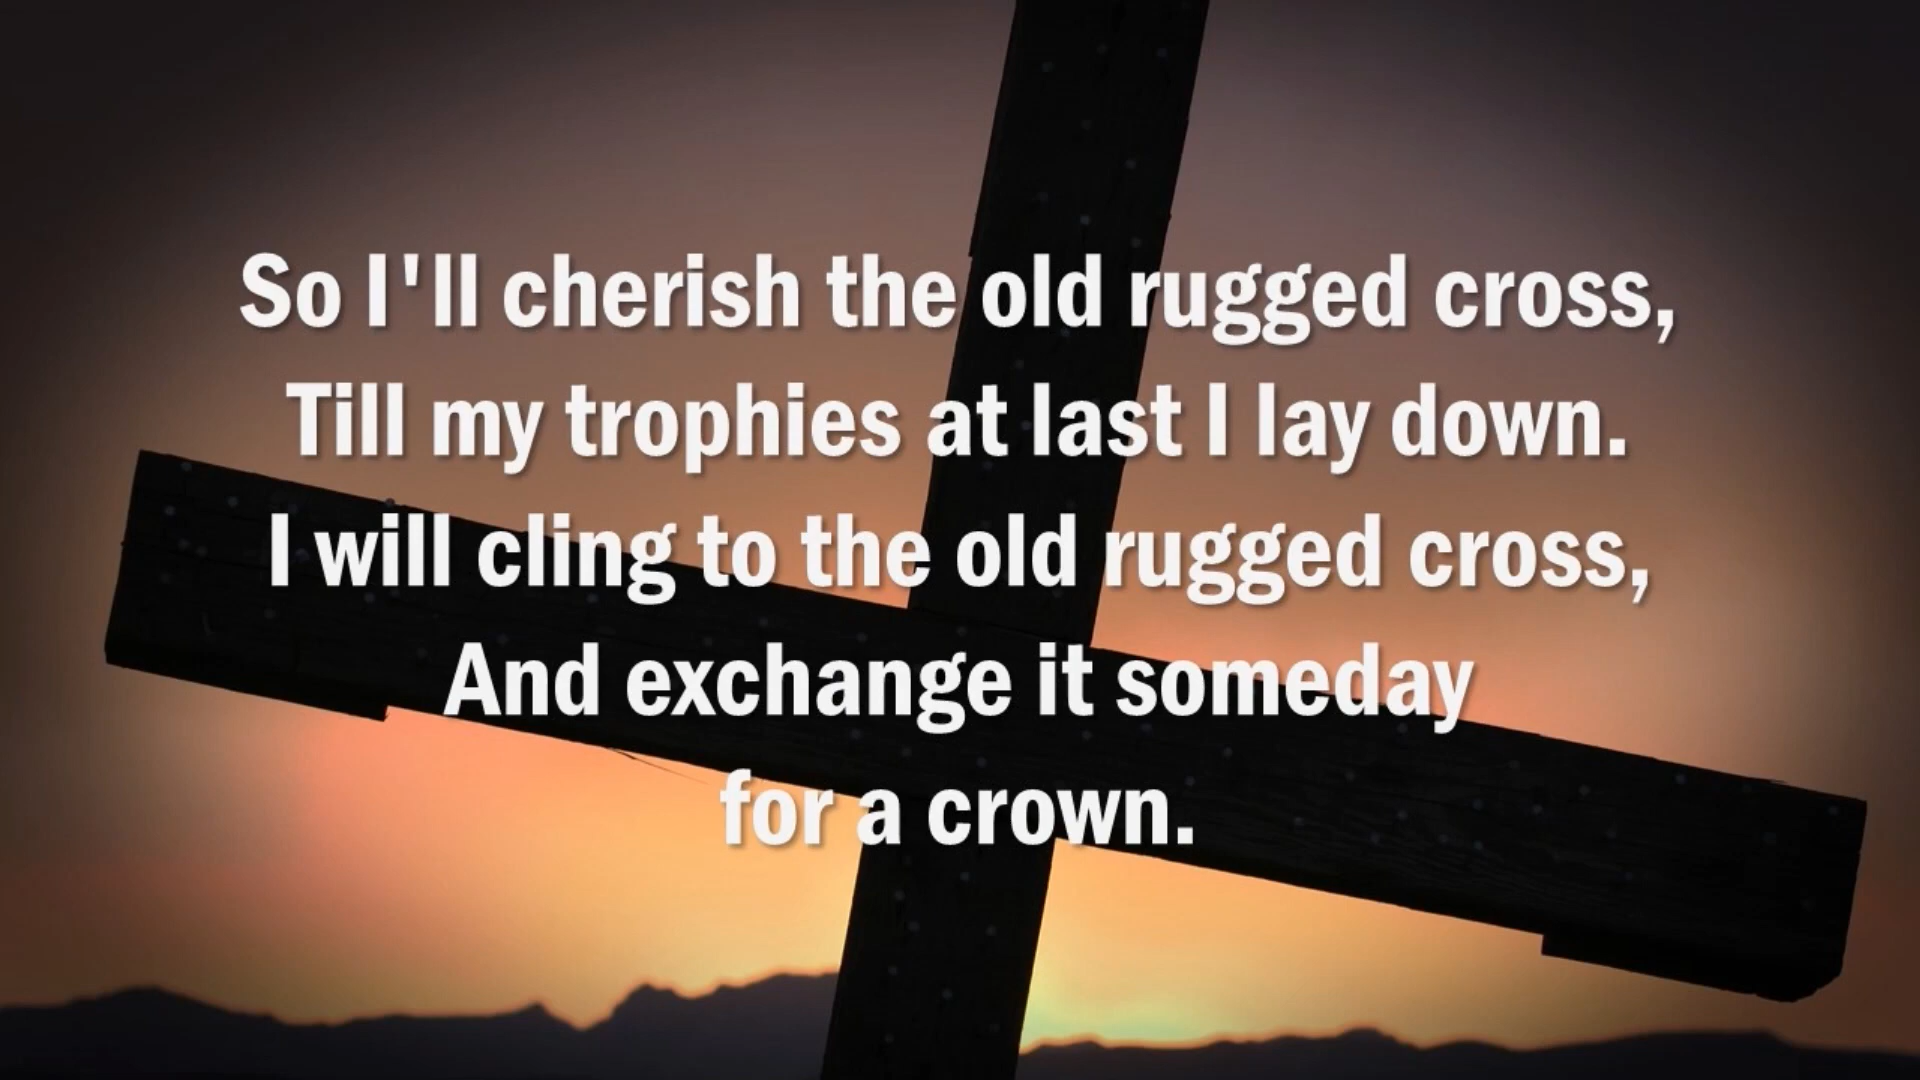 So I'll cherish the old rugged cross,
Till my trophies at last I lay down.
I will cling to the old rugged cross,
And exchange it someday
for a crown.